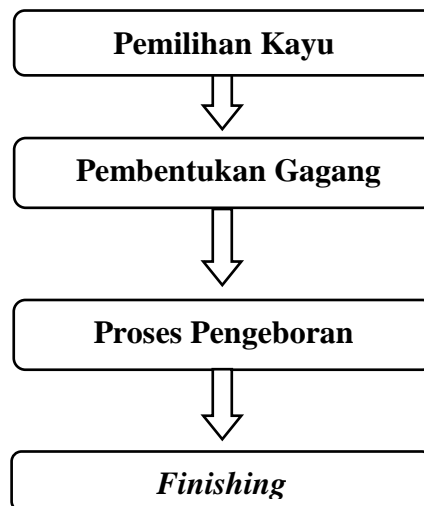 Pemilihan Kayu
Pembentukan Gagang
Proses Pengeboran
Finishing